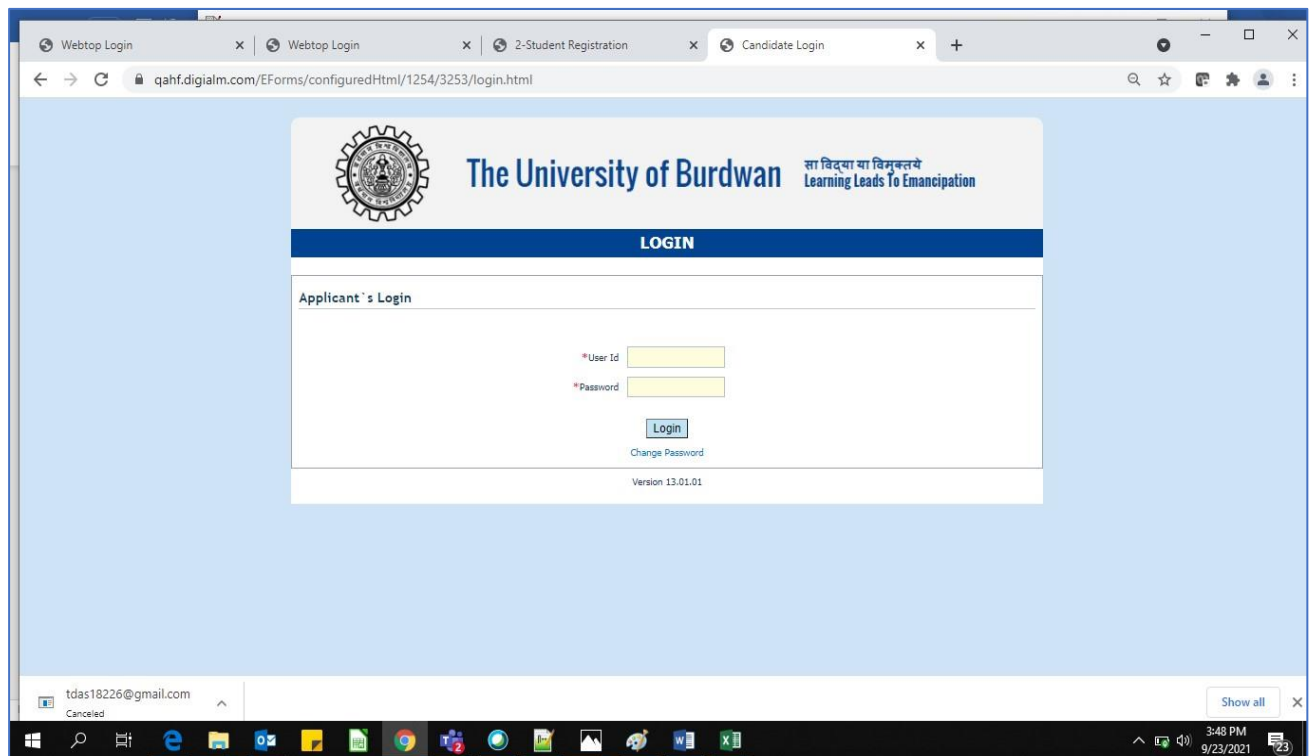 Webtop Login
Webtop Login
2-Student Registration
Candidate Login
qahf.digialm.com/EForms/configuredHtml/1254/3253/login.html
The University of Burdwan
सा विद्या या विमुक्तये
Learning Leads To Emancipation
LOGIN
Applicant`s Login
*User Id
*Password
Login
Change Password
Version 13.01.01
tdas18226@gmail.com
Canceled
Show all
3:48 PM
9/23/2021
23